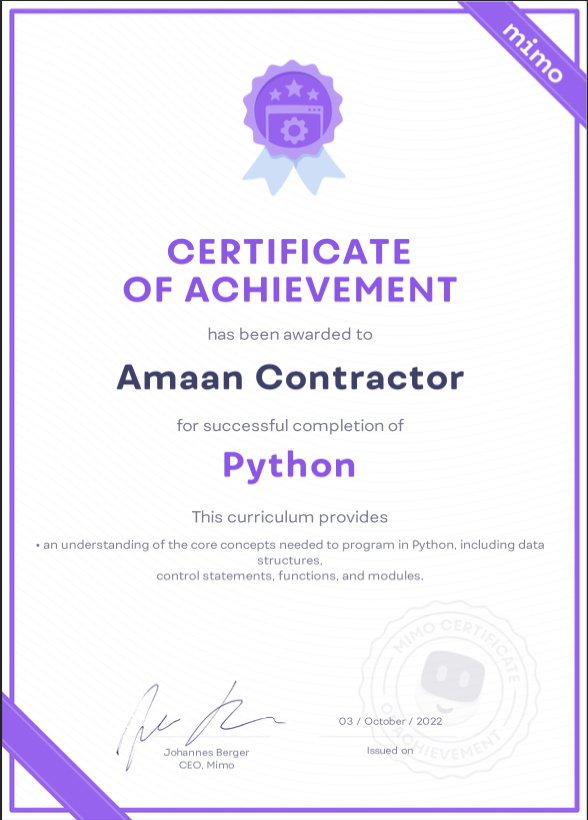 mimo
CERTIFICATE
OF ACHIEVEMENT
has been awarded to
Amaan Contractor
for successful completion of
Python
This curriculum provides
• an understanding of the core concepts needed to program in Python, including data
structures,
control statements, functions, and modules.
MIMO CERTIFICATE
OF ACHIEVEMENT
03 / October / 2022
Issued on
Johannes Berger
CEO, Mimo